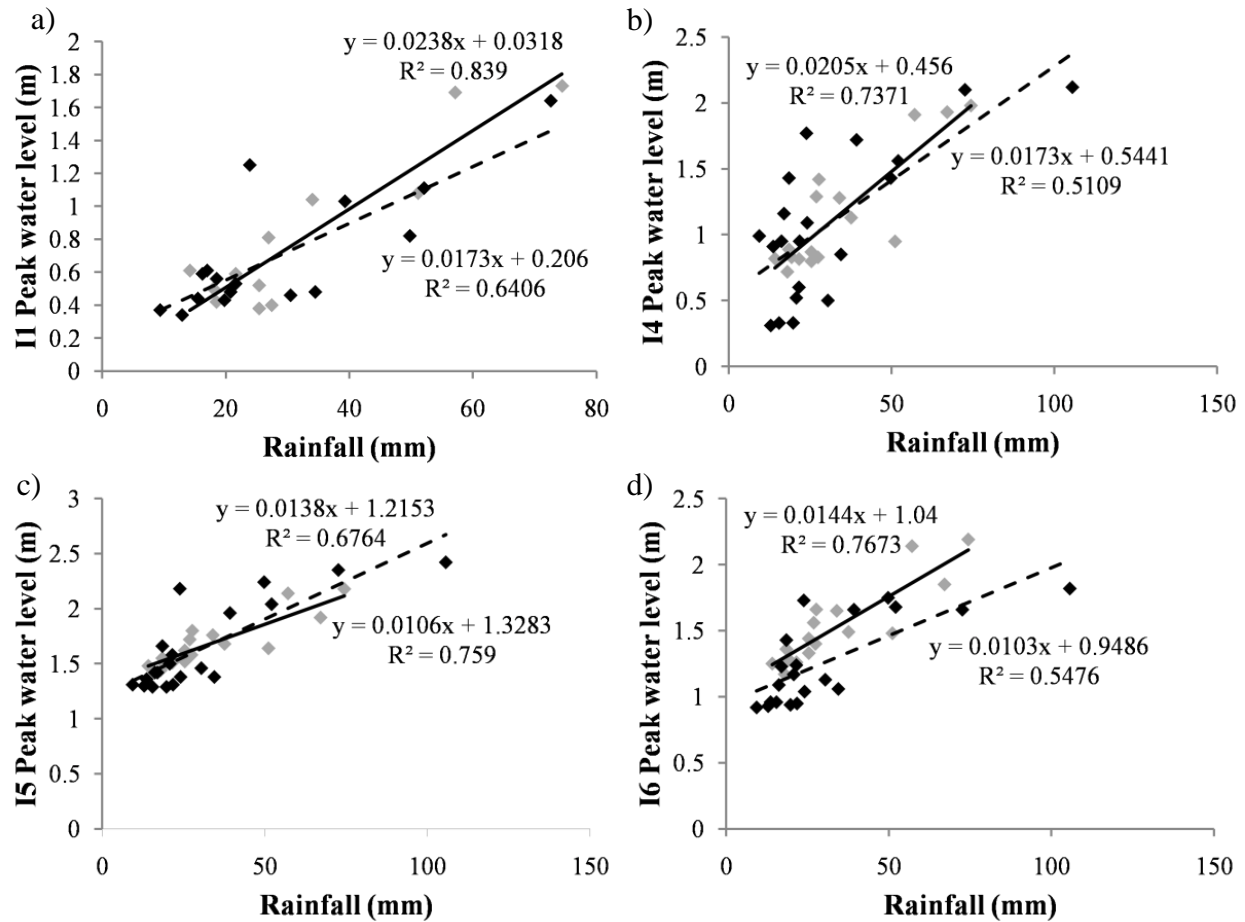 a)
y = 0.0238x + 0.0318
R² = 0.839
y = 0.0173x + 0.206
R² = 0.6406
I1 Peak water level (m)
2
1.8
1.6
1.4
1.2
1
0.8
0.6
0.4
0.2
0
0 20 40 60 80
Rainfall (mm)
b)
y = 0.0205x + 0.456
R² = 0.7371
y = 0.0173x + 0.5441
R² = 0.5109
I4 Peak water level (m)
2.5
2
1.5
1
0.5
0
0 50 100 150
Rainfall (mm)
c)
y = 0.0138x + 1.2153
R² = 0.6764
y = 0.0106x + 1.3283
R² = 0.759
I5 Peak water level (m)
3
2.5
2
1.5
1
0.5
0
0 50 100 150
Rainfall (mm)
d)
y = 0.0144x + 1.04
R² = 0.7673
y = 0.0103x + 0.9486
R² = 0.5476
I6 Peak water level (m)
2.5
2
1.5
1
0.5
0
0 50 100 150
Rainfall (mm)